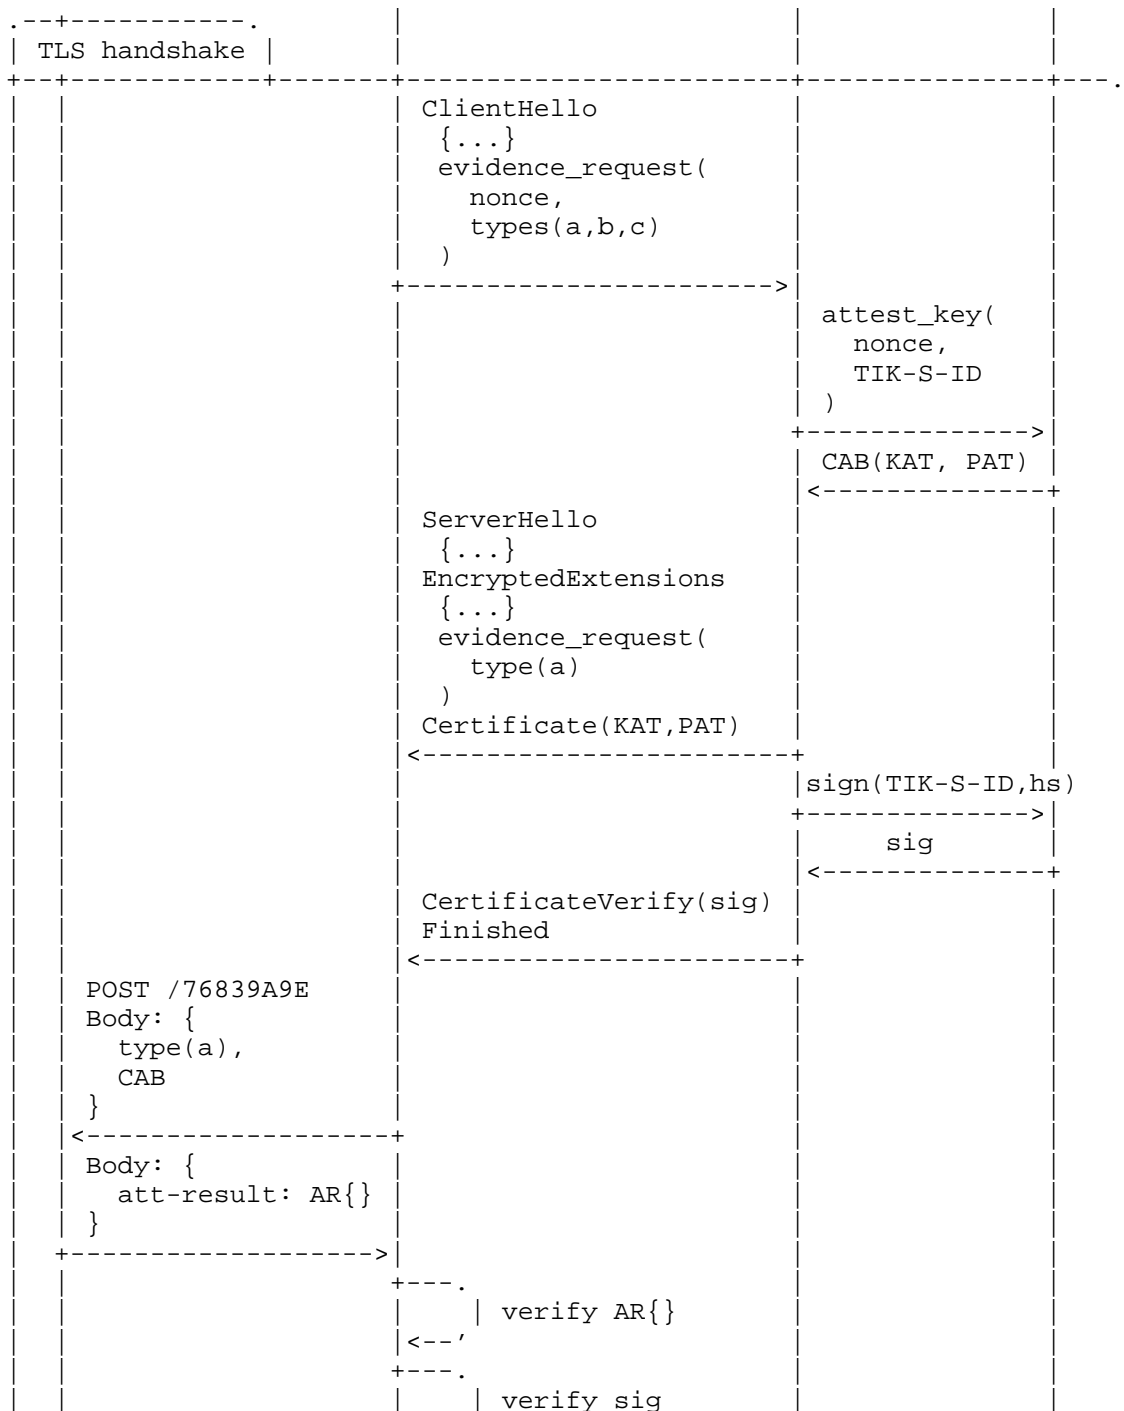 TLS handshake
ClientHello
{...}
evidence_request(
nonce,
types(a,b,c)
)
attest_key(
nonce,
TIK-S-ID
)
CAB(KAT, PAT)
ServerHello
{...}
EncryptedExtensions
{...}
evidence_request(
type(a)
)
Certificate(KAT,PAT)
sign(TIK-S-ID,hs)
sig
CertificateVerify(sig)
Finished
POST /76839A9E
Body: {
type(a),
CAB
}
Body: {
att-result: AR{}
}
verify AR{}
verify sig